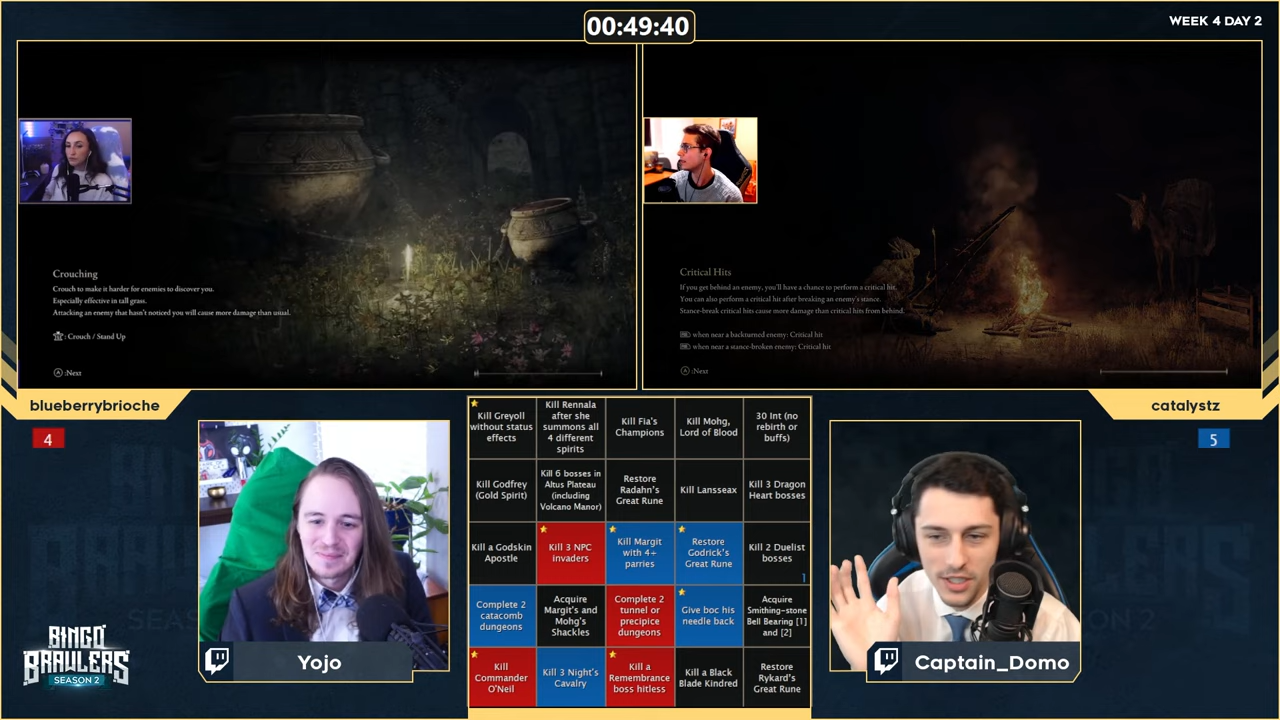 00:49:40
WEEK 4 DAY 2
Crouching
Crouch to make it harder for enemies to discover you.
Especially effective in tall grass.
Attacking an enemy that hasn't noticed you will cause more damage than usual.
: Crouch / Stand Up
A :Next
Critical Hits
If you get behind an enemy, you'll have a chance to perform a critical hit.
You can also perform a critical hit after breaking an enemy's stance.
Stance-break critical hits cause more damage than critical hits from behind.
when near a backturned enemy: Critical hit
when near a stance-broken enemy: Critical hit
A :Next
blueberrybrioche
catalystz
4
5
Kill Greyoll
without status
effects
Kill Rennala
after she
summons all
4 different
spirits
Kill Fia's
Champions
Kill Mohg,
Lord of Blood
30 Int (no
rebirth or
buffs)
Kill Godfrey
(Gold Spirit)
Kill 6 bosses in
Altus Plateau
(including
Volcano Manor)
Restore
Radahn's
Great Rune
Kill Lansseax
Kill 3 Dragon
Heart bosses
Kill a Godskin
Apostle
Kill 3 NPC
invaders
Kill Margit
with 4+
parries
Restore
Godrick's
Great Rune
Kill 2 Duelist
bosses
1
Complete 2
catacomb
dungeons
Acquire
Margit's and
Mohg's
Shackles
Complete 2
tunnel or
precipice
dungeons
Give boc his
needle back
Acquire
Smithing-stone
Bell Bearing [1]
and [2]
Kill
Commander
O'Neil
Kill 3 Night's
Cavalry
Kill a
Remembrance
boss hitless
Kill a Black
Blade Kindred
Restore
Rykard's
Great Rune
BINGO
BRAWLERS
SEASON 2
Yojo
Captain_Domo